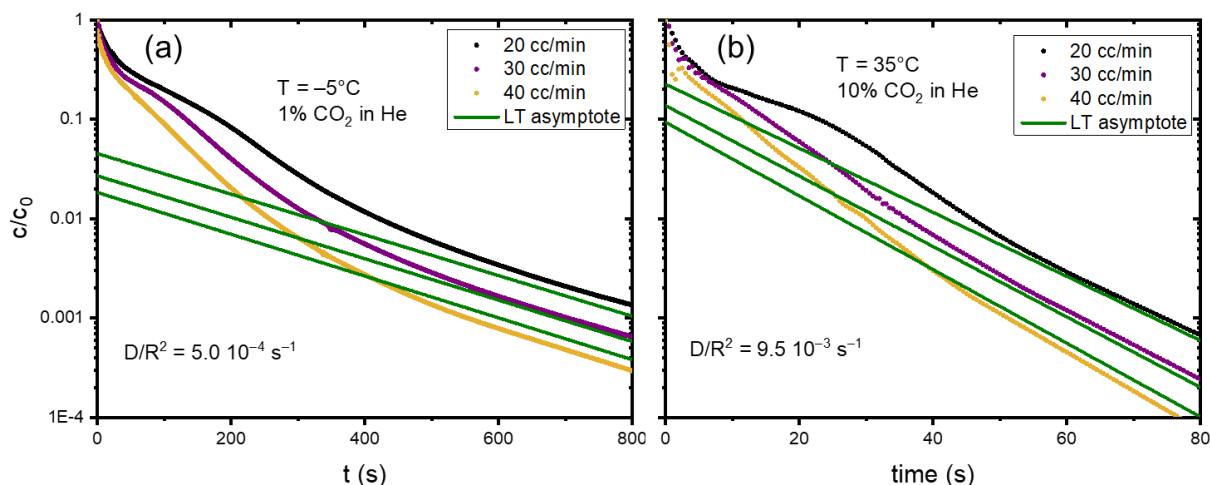 (a)
20 cc/min
30 cc/min
40 cc/min
LT asymptote
T = –5°C
1% CO₂ in He
D/R² = 5.0 10⁻⁴ s⁻¹
c/c₀
1
0.1
0.01
0.001
1E-4
0
200
400
600
800
t (s)
(b)
20 cc/min
30 cc/min
40 cc/min
LT asymptote
T = 35°C
10% CO₂ in He
D/R² = 9.5 10⁻³ s⁻¹
0
20
40
60
80
time (s)